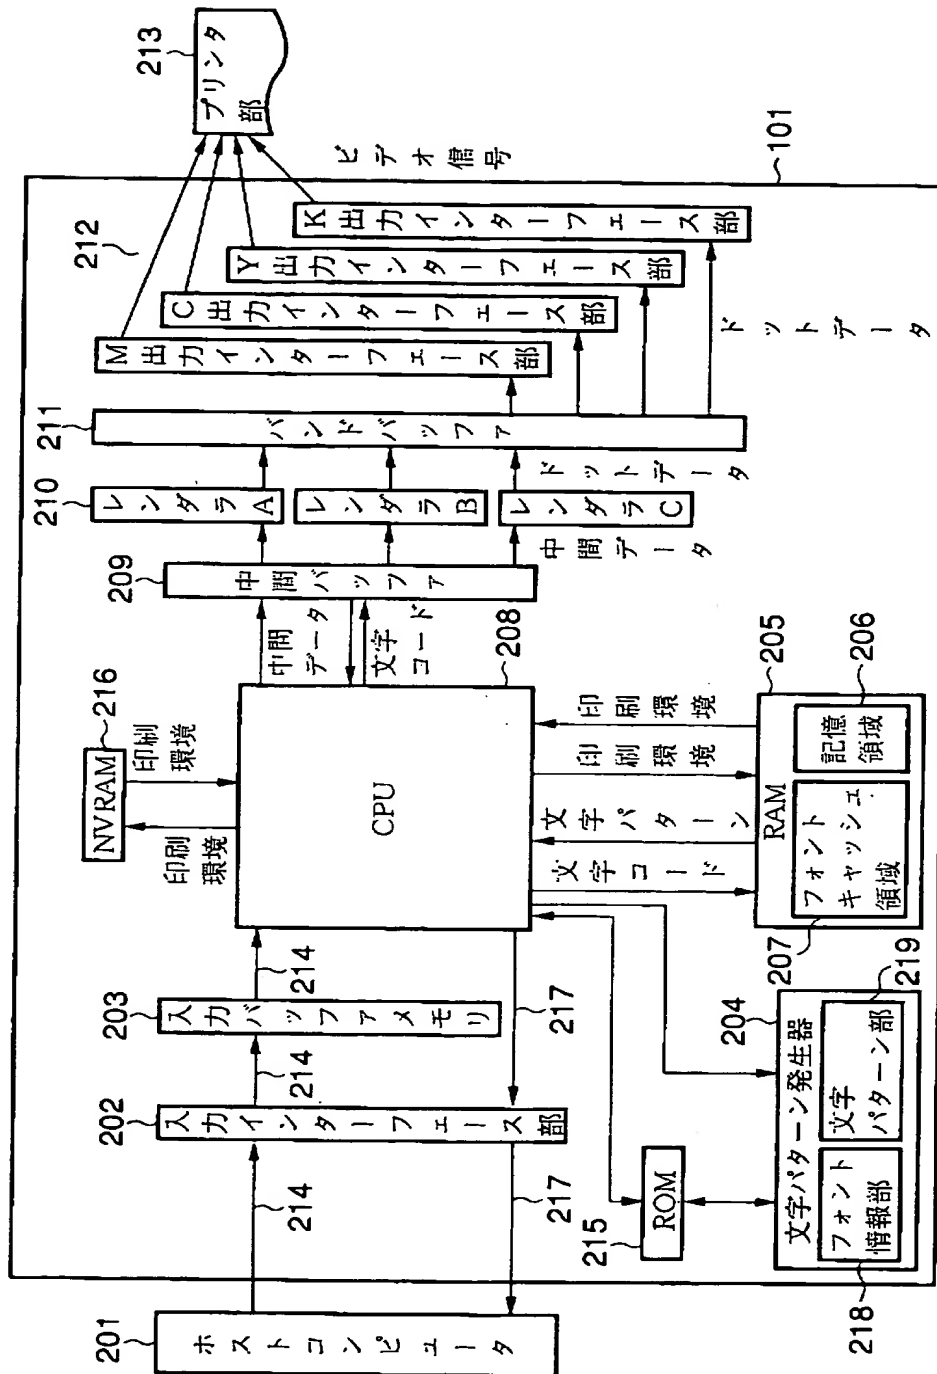 201
ホストコンピュータ
214
217
202
入力インターフェース部
214
217
203
入力バッファメモリ
214
CPU
208
NVRAM
216
印刷
環境
印刷
環境
中間
データ
文字
コード
209
中間バッファ
中間データ
210
レンダラA
レンダラB
レンダラC
ドットデータ
211
バンドバッファ
ドットデータ
212
M出力インターフェース部
C出力インターフェース部
Y出力インターフェース部
K出力インターフェース部
ビデオ信号
213
プリンタ
部
101
215
ROM
204
文字パターン発生器
フォント
情報部
218
文字
パターン部
219
文字コード
文字パターン
印刷環境
印刷環境
205
RAM
207
フォント
キャッシュ
領域
206
記憶
領域